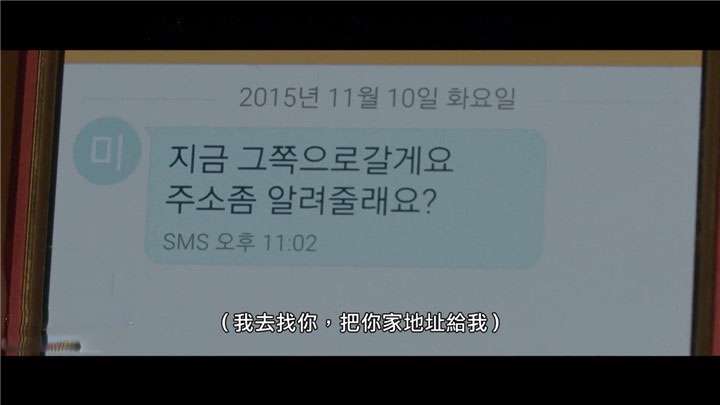 2015년 11월 10일 화요일
미
지금 그쪽으로갈게요
주소좀 알려줄래요?
SMS 오후 11:02
（我去找你，把你家地址給我）